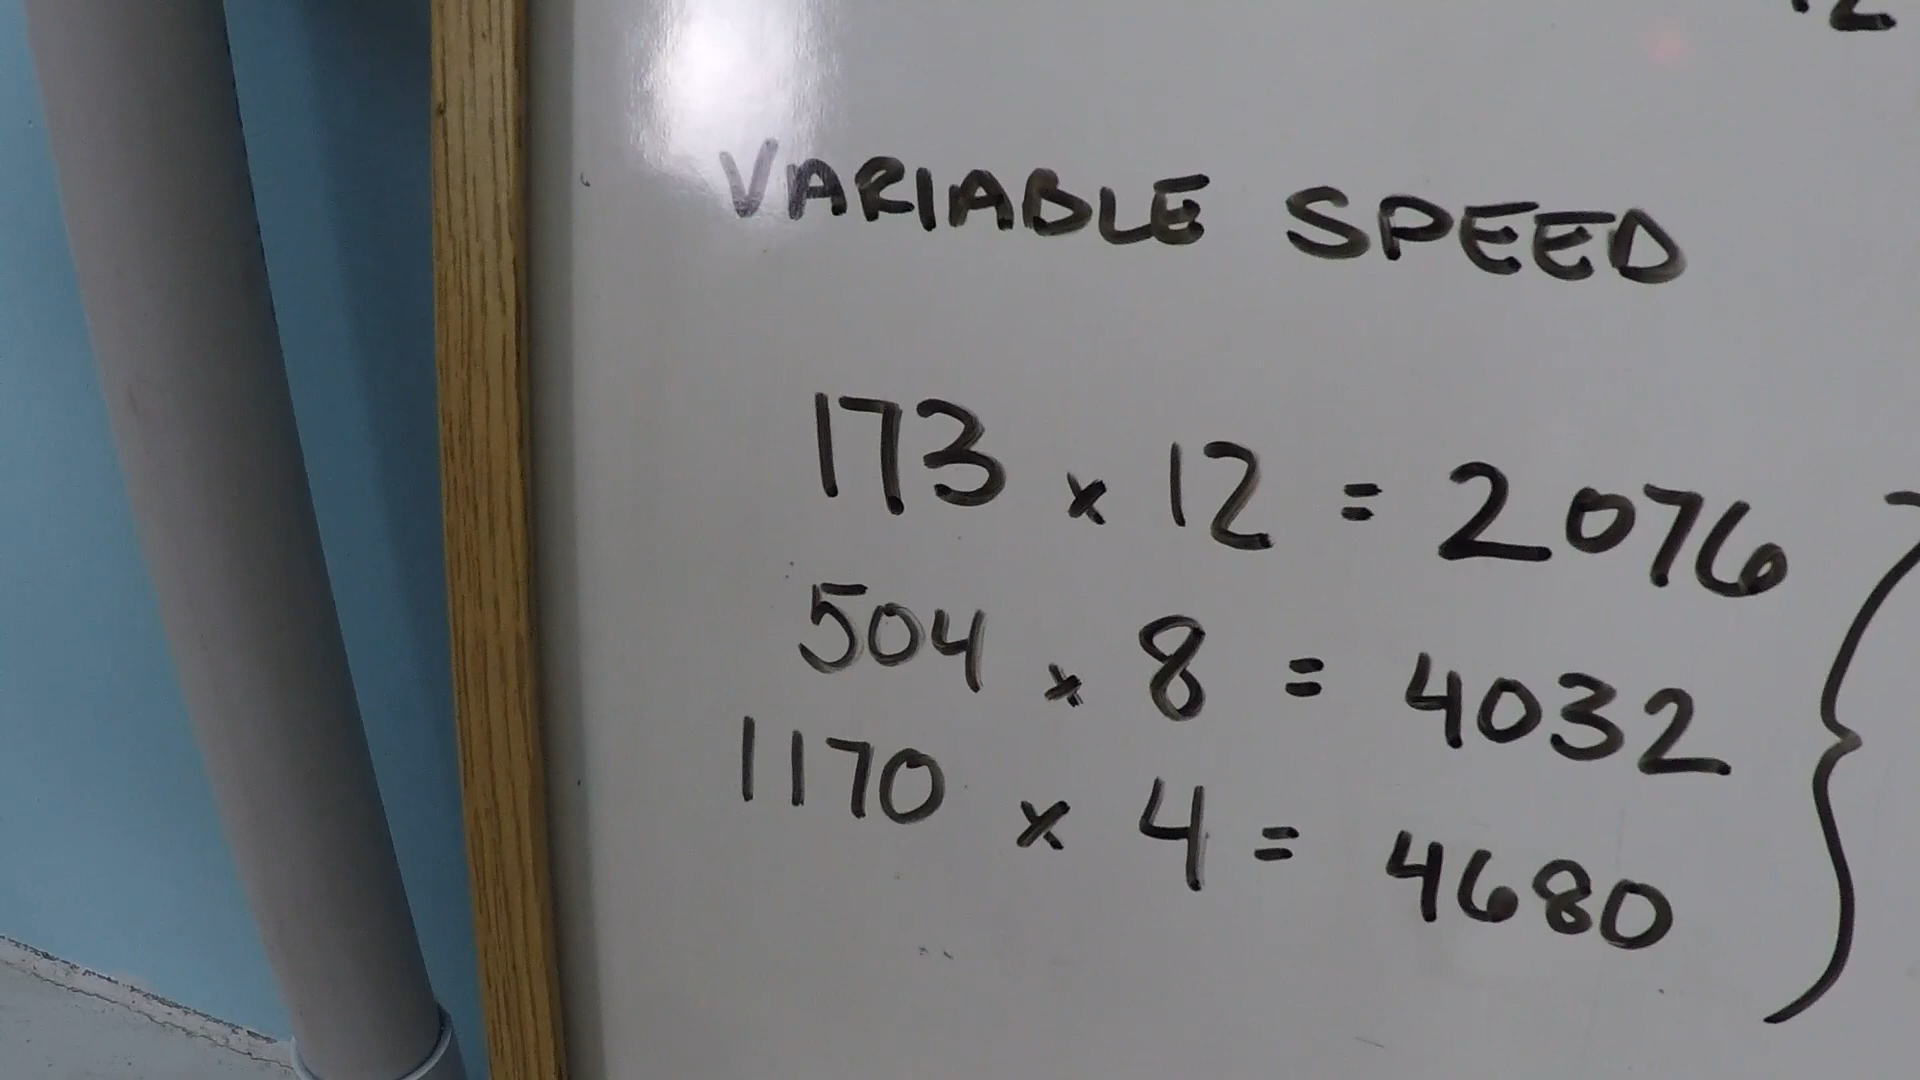 VARIABLE SPEED
173 x 12 = 2076
504 x 8 = 4032
1170 x 4 = 4680